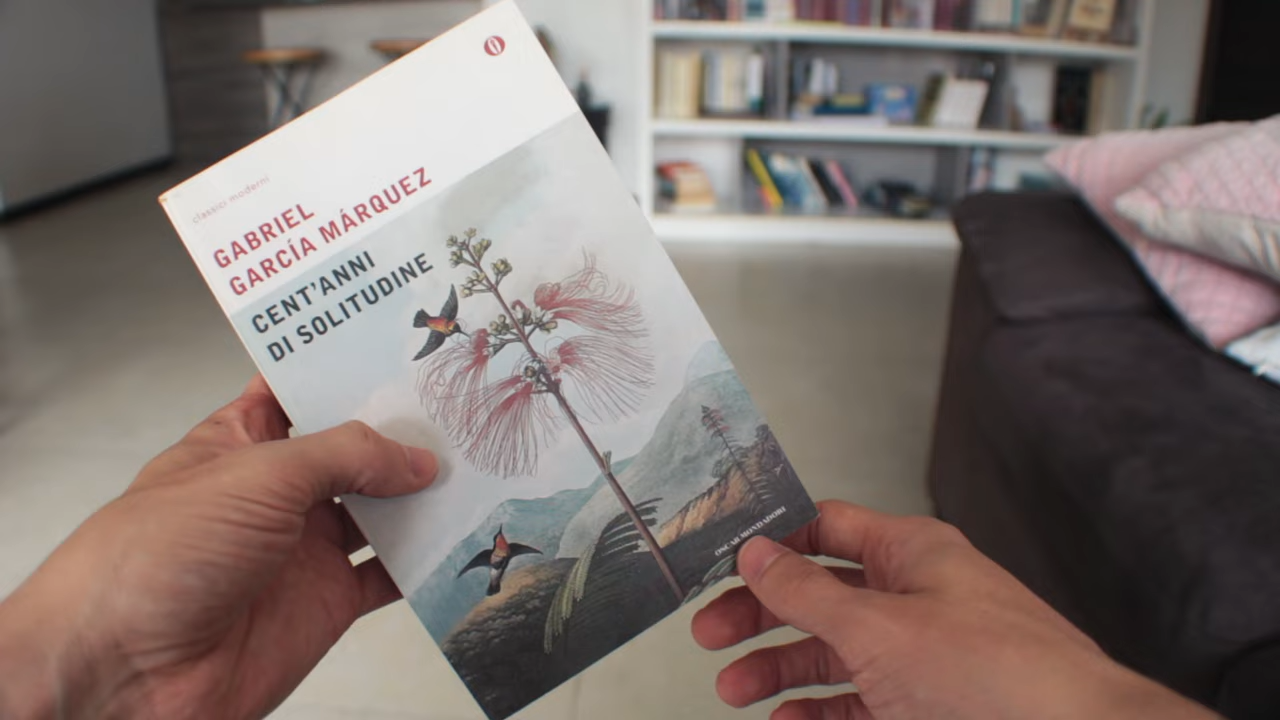 classici moderni
GABRIEL
GARCÍA MÁRQUEZ
CENT'ANNI
DI SOLITUDINE
OSCAR MONDADORI